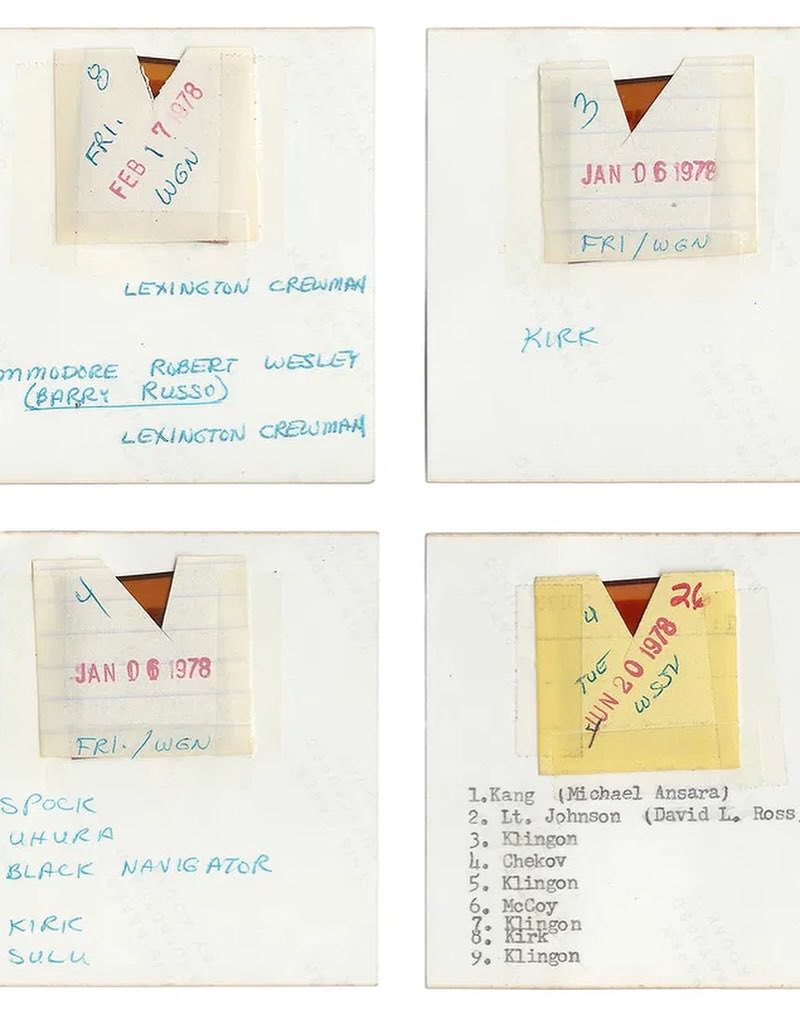 8
FRI.
FEB 17 1978
WGN
LEXINGTON CREWMAN
OMMODORE ROBERT WESLEY
(BARRY RUSSO)
LEXINGTON CREWMAN
3
JAN 06 1978
FRI/WGN
KIRK
4
JAN 06 1978
FRI./WGN
SPOCK
UHURA
BLACK NAVIGATOR
KIRK
SULU
4
26
TUE
JUN 20 1978
WSJV
1.Kang (Michael Ansara)
2. Lt. Johnson (David L. Ross)
3. Klingon
4. Chekov
5. Klingon
6. McCoy
7. Klingon
8. Kirk
9. Klingon